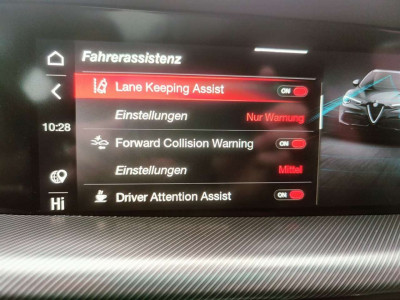 Fahrerassistenz
Lane Keeping Assist ON
Einstellungen Nur Warnung
10:28
Forward Collision Warning ON
Einstellungen Mittel
Hi
Driver Attention Assist ON